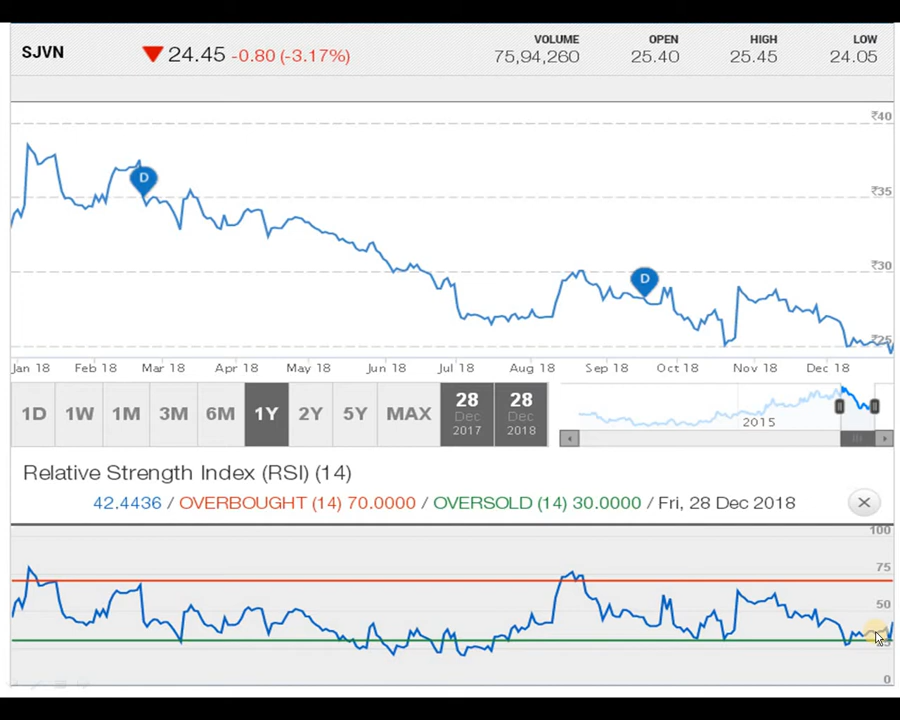 SJVN 24.45 -0.80 (-3.17%) VOLUME 75,94,260 OPEN 25.40 HIGH 25.45 LOW 24.05
₹40
D
₹35
D
₹30
₹25
Jan 18 Feb 18 Mar 18 Apr 18 May 18 Jun 18 Jul 18 Aug 18 Sep 18 Oct 18 Nov 18 Dec 18
1D 1W 1M 3M 6M 1Y 2Y 5Y MAX 28 Dec 2017 28 Dec 2018 2015
Relative Strength Index (RSI) (14)
42.4436 / OVERBOUGHT (14) 70.0000 / OVERSOLD (14) 30.0000 / Fri, 28 Dec 2018
100
75
50
0